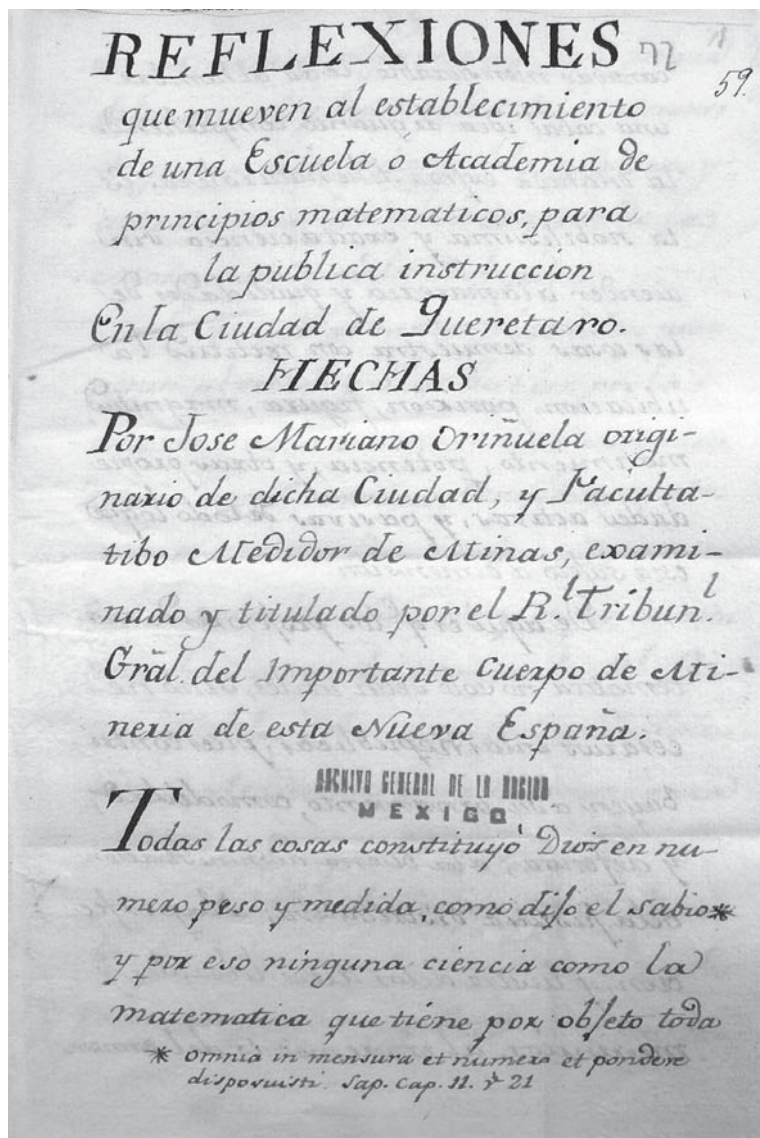 REFLEXIONES
59.
que mueven al establecimiento
de una Escuela ó Academia de
principios matematicos, para
la publica instruccion
En la Ciudad de Queretaro.
HECHAS
Por Jose Mariano Oriñuela origi-
nario de dicha Ciudad, y Faculta-
tibo Medidor de Minas, exami-
nado y titulado por el R.l Tribun.l
Grãl. del Importante Cuerpo de Mi-
neria de esta Nueva España.
ARCHIVO GENERAL DE LA NACION
MEXICO
Todas las cosas constituyó Dios en nu-
mero peso y medida, como dijo el sabio*
y por eso ninguna ciencia como la
matematica que tiéne por objeto toda
* omnia in mensura et numero et pondere
disposuisti. Sap. Cap. 11. ℣ 21